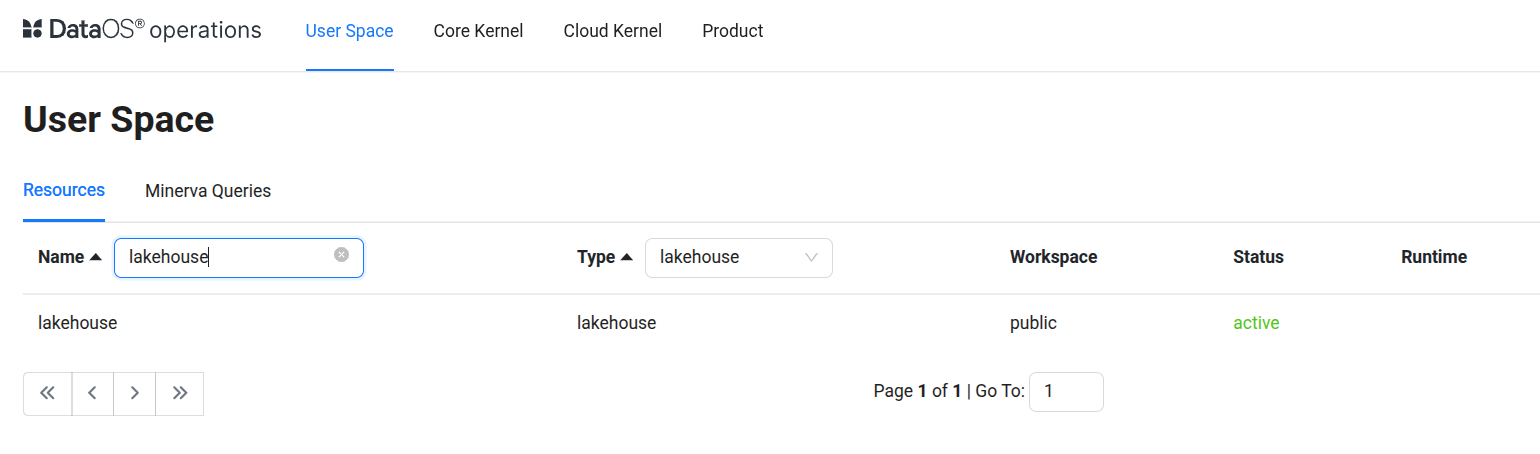 DataOS® operations User Space Core Kernel Cloud Kernel Product
User Space
Resources Minerva Queries
Name lakehouse Type lakehouse Workspace Status Runtime
lakehouse lakehouse public active
Page 1 of 1 | Go To: 1